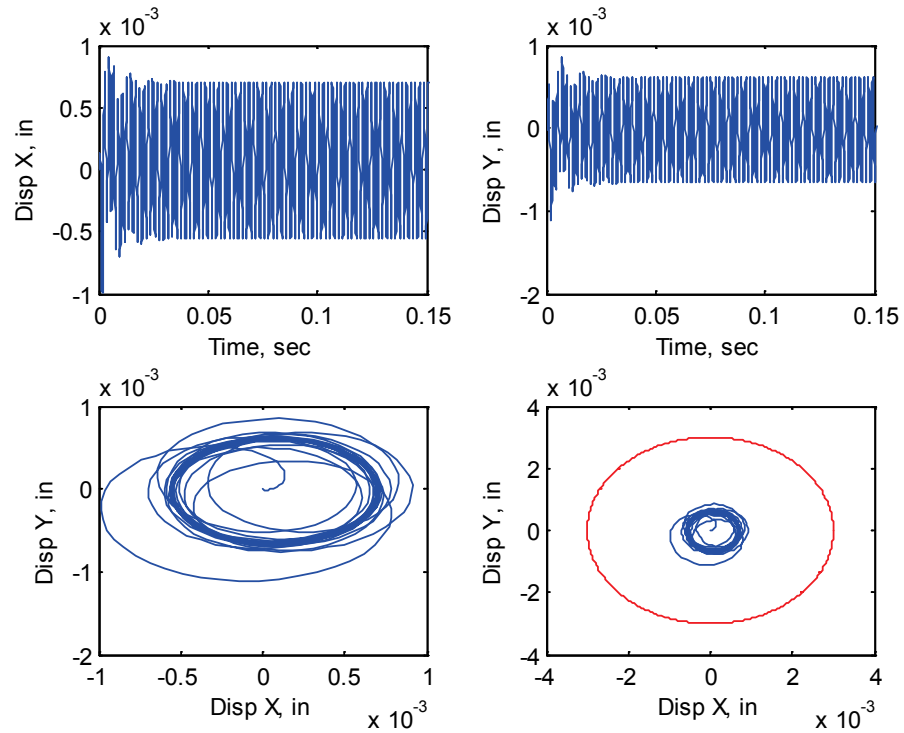 x 10-3
1
0.5
0
-0.5
-1
Disp X, in
0
0.05
0.1
0.15
Time, sec
x 10-3
1
0
-1
-2
Disp Y, in
0
0.05
0.1
0.15
Time, sec
x 10-3
1
0
-1
-2
Disp Y, in
-1
-0.5
0
0.5
1
Disp X, in
x 10-3
x 10-3
4
2
0
-2
-4
Disp Y, in
-4
-2
0
2
4
Disp X, in
x 10-3